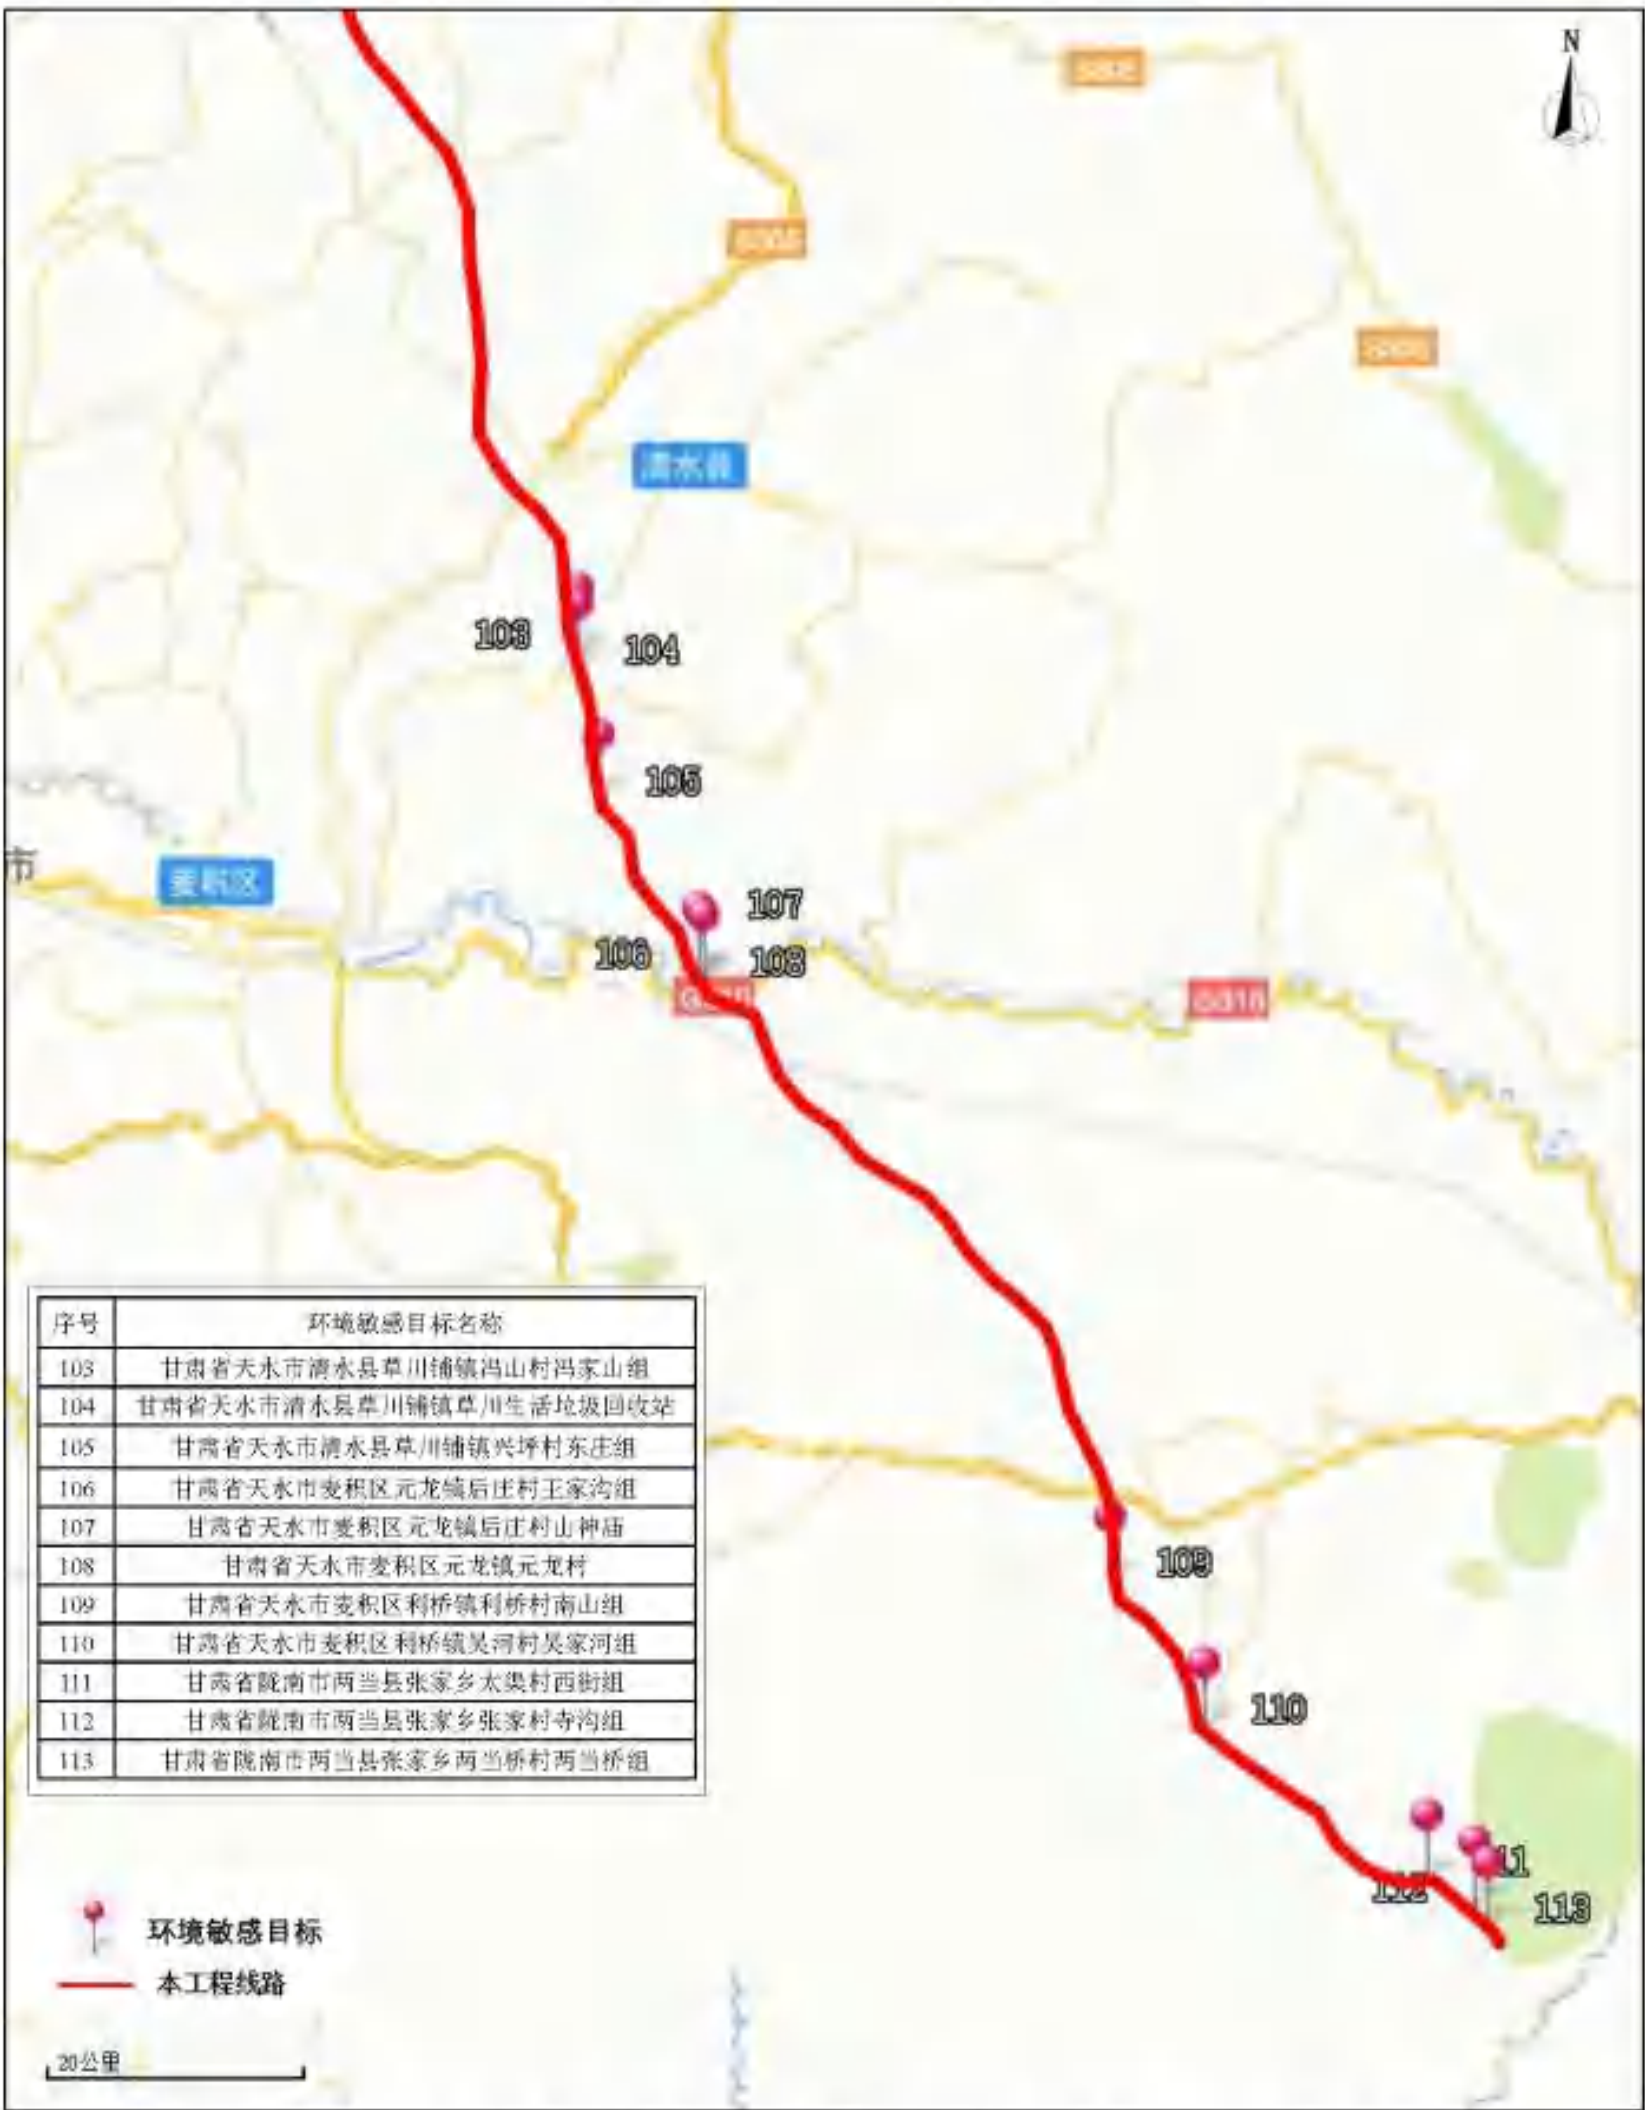 N
S305
清水县
103
104
105
市
麦积区
107
106
108
G316
序号 环境敏感目标名称
103 甘肃省天水市清水县草川铺镇冯山村冯家山组
104 甘肃省天水市清水县草川铺镇草川生活垃圾回收站
105 甘肃省天水市清水县草川铺镇兴坪村东庄组
106 甘肃省天水市麦积区元龙镇后庄村王家沟组
107 甘肃省天水市麦积区元龙镇后庄村山神庙
108 甘肃省天水市麦积区元龙镇元龙村
109 甘肃省天水市麦积区利桥镇利桥村南山组
110 甘肃省天水市麦积区利桥镇吴河村吴家河组
111 甘肃省陇南市两当县张家乡太渠村西街组
112 甘肃省陇南市两当县张家乡张家村寺沟组
113 甘肃省陇南市两当县张家乡两当桥村两当桥组
109
110
11
112
113
环境敏感目标
本工程线路
20公里